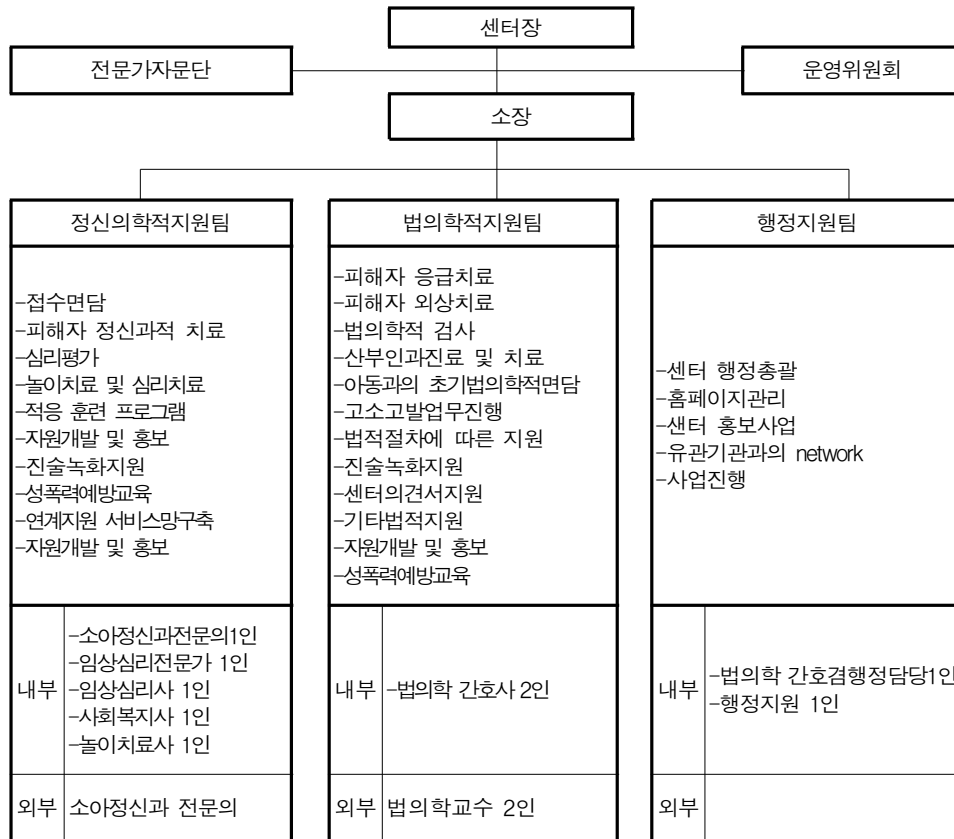 센터장
전문가자문단
운영위원회
소장
정신의학적지원팀
-접수면담
-피해자 정신과적 치료
-심리평가
-놀이치료 및 심리치료
-적응 훈련 프로그램
-자원개발 및 홍보
-진술녹화지원
-성폭력예방교육
-연계지원 서비스망구축
-자원개발 및 홍보
내부
-소아정신과전문의1인
-임상심리전문가 1인
-임상심리사 1인
-사회복지사 1인
-놀이치료사 1인
외부
소아정신과 전문의
법의학적지원팀
-피해자 응급치료
-피해자 외상치료
-법의학적 검사
-산부인과진료 및 치료
-아동과의 초기법의학적면담
-고소고발업무진행
-법적절차에 따른 지원
-진술녹화지원
-센터의견서지원
-기타법적지원
-자원개발 및 홍보
-성폭력예방교육
내부
-법의학 간호사 2인
외부
법의학교수 2인
행정지원팀
-센터 행정총괄
-홈페이지관리
-샌터 홍보사업
-유관기관과의 network
-사업진행
내부
-법의학 간호겸행정담당1인
-행정지원 1인
외부